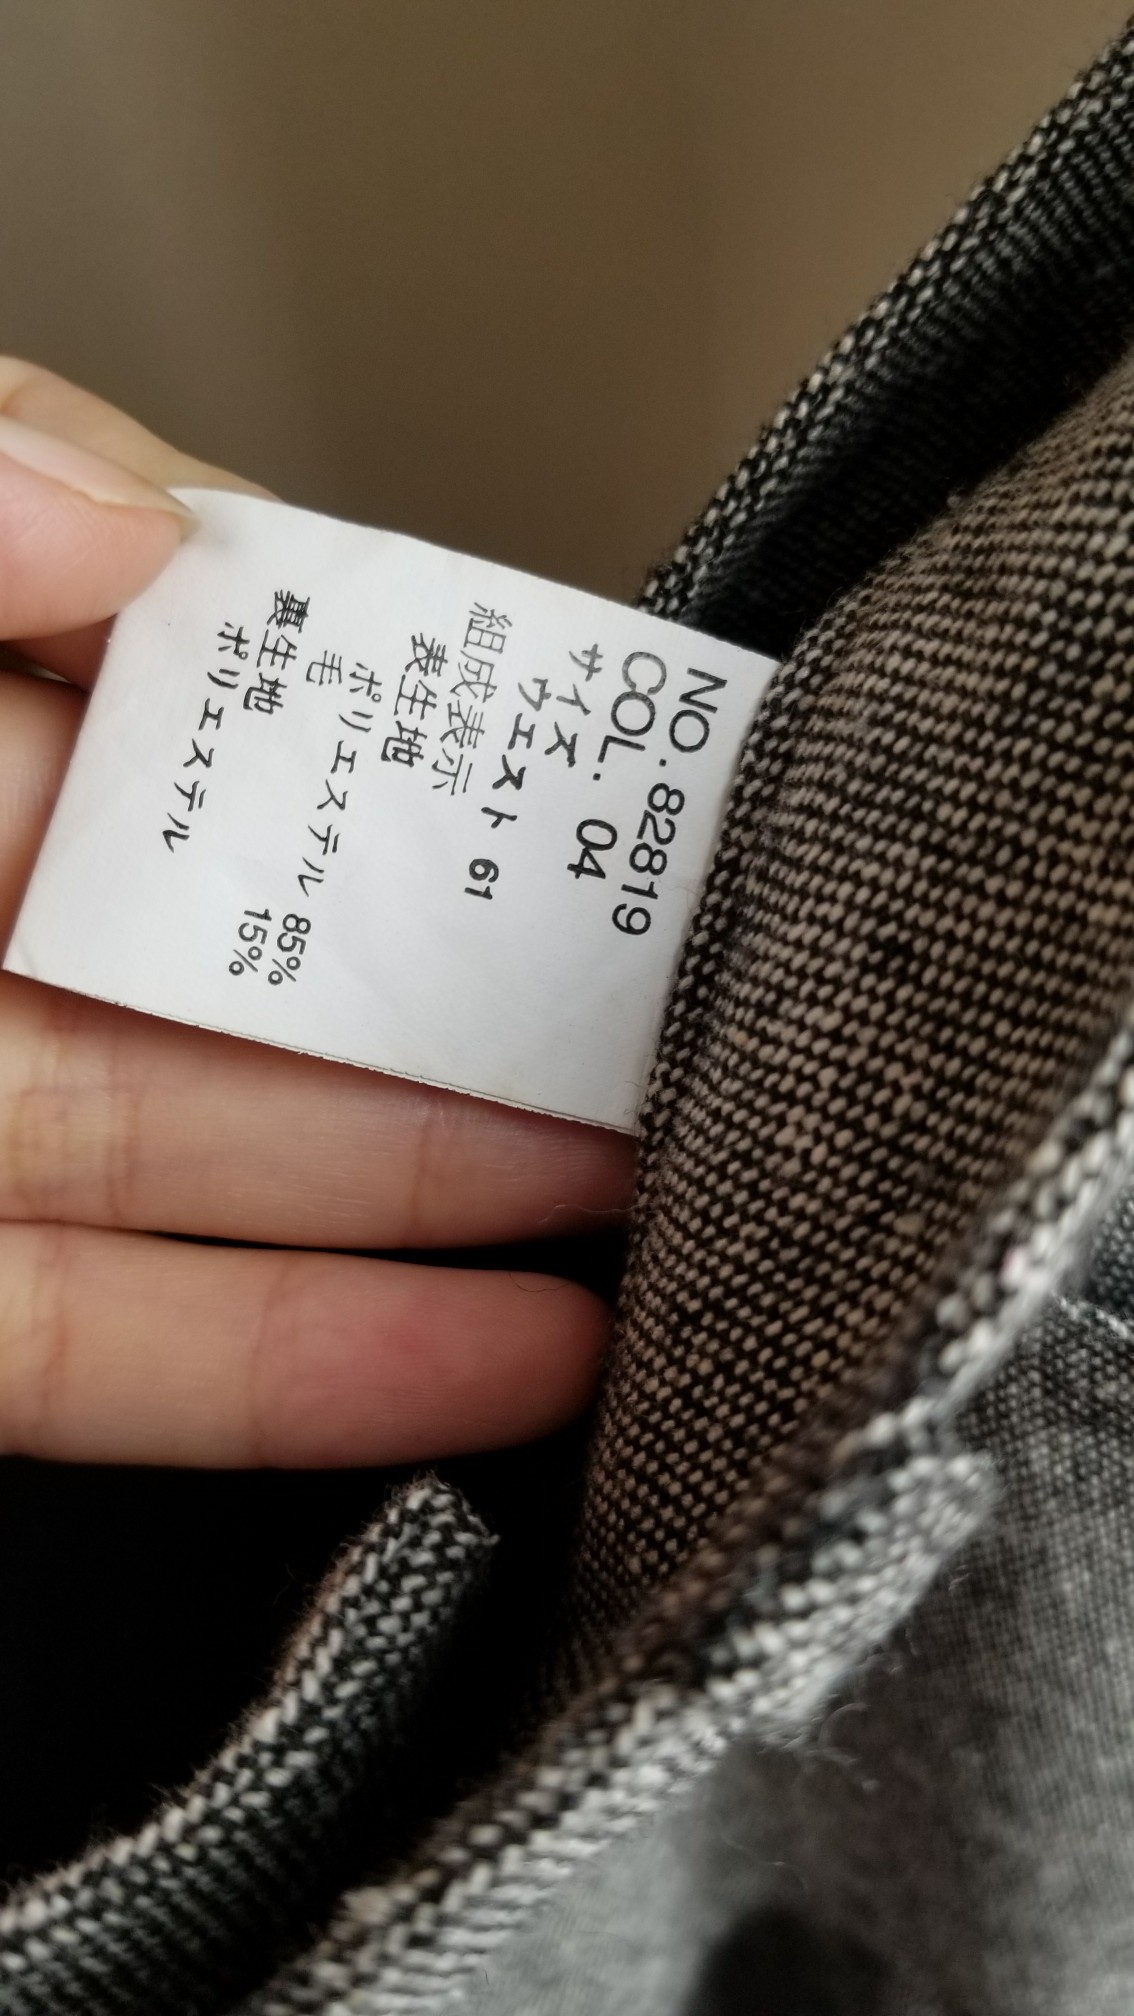 NO. 82819
COL. 04
サイズ
ウエスト 61
組成表示
表生地
ポリエステル 85%
毛 15%
裏生地
ポリエステル